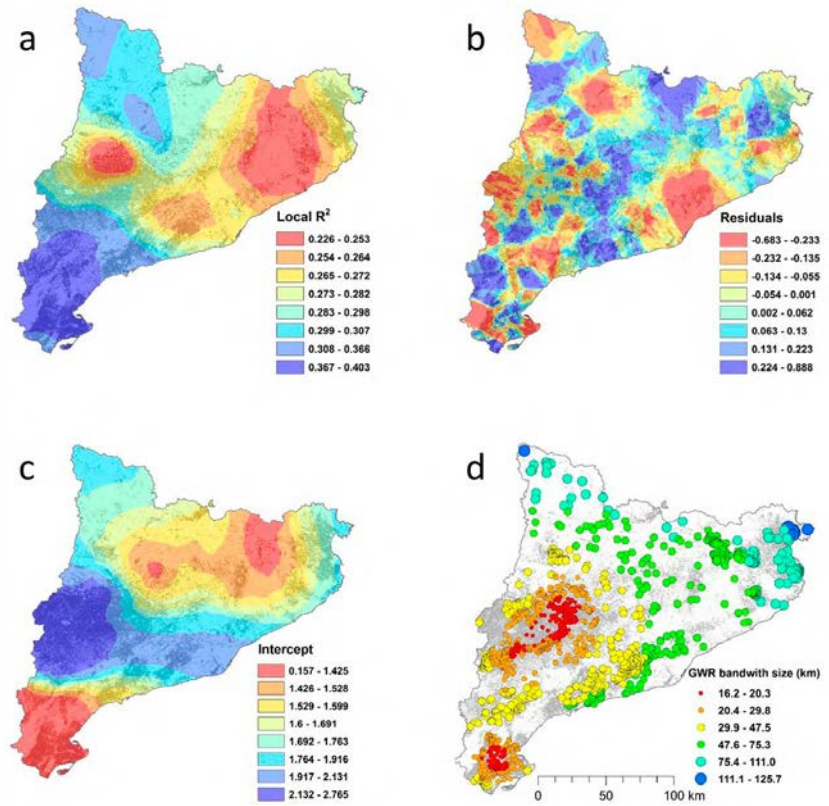 a
Local R²
0.226 - 0.253
0.254 - 0.264
0.265 - 0.272
0.273 - 0.282
0.283 - 0.298
0.299 - 0.307
0.308 - 0.366
0.367 - 0.403
b
Residuals
-0.683 - -0.233
-0.232 - -0.135
-0.134 - -0.055
-0.054 - 0.001
0.002 - 0.062
0.063 - 0.13
0.131 - 0.223
0.224 - 0.888
c
Intercept
0.157 - 1.425
1.426 - 1.528
1.529 - 1.599
1.6 - 1.691
1.692 - 1.763
1.764 - 1.916
1.917 - 2.131
2.132 - 2.765
d
GWR bandwith size (km)
16.2 - 20.3
20.4 - 29.8
29.9 - 47.5
47.6 - 75.3
75.4 - 111.0
111.1 - 125.7
0 50 100 km